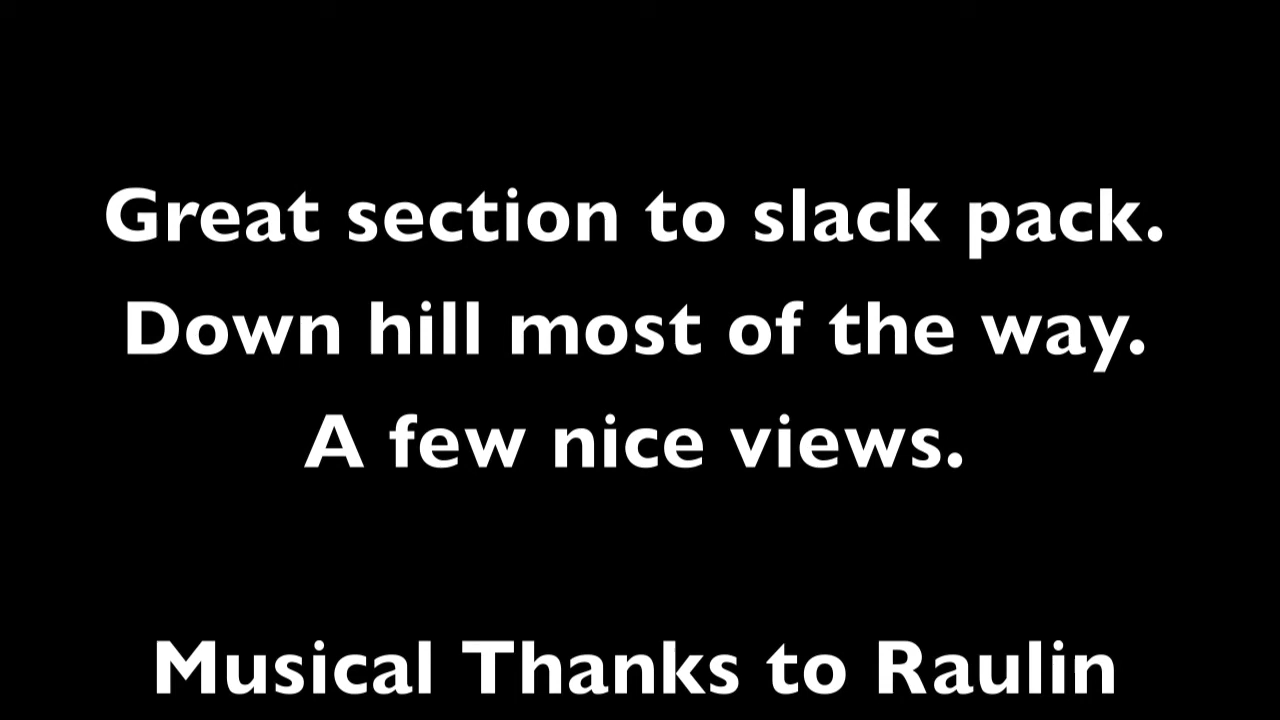 Great section to slack pack.
Down hill most of the way.
A few nice views.
Musical Thanks to Raulin